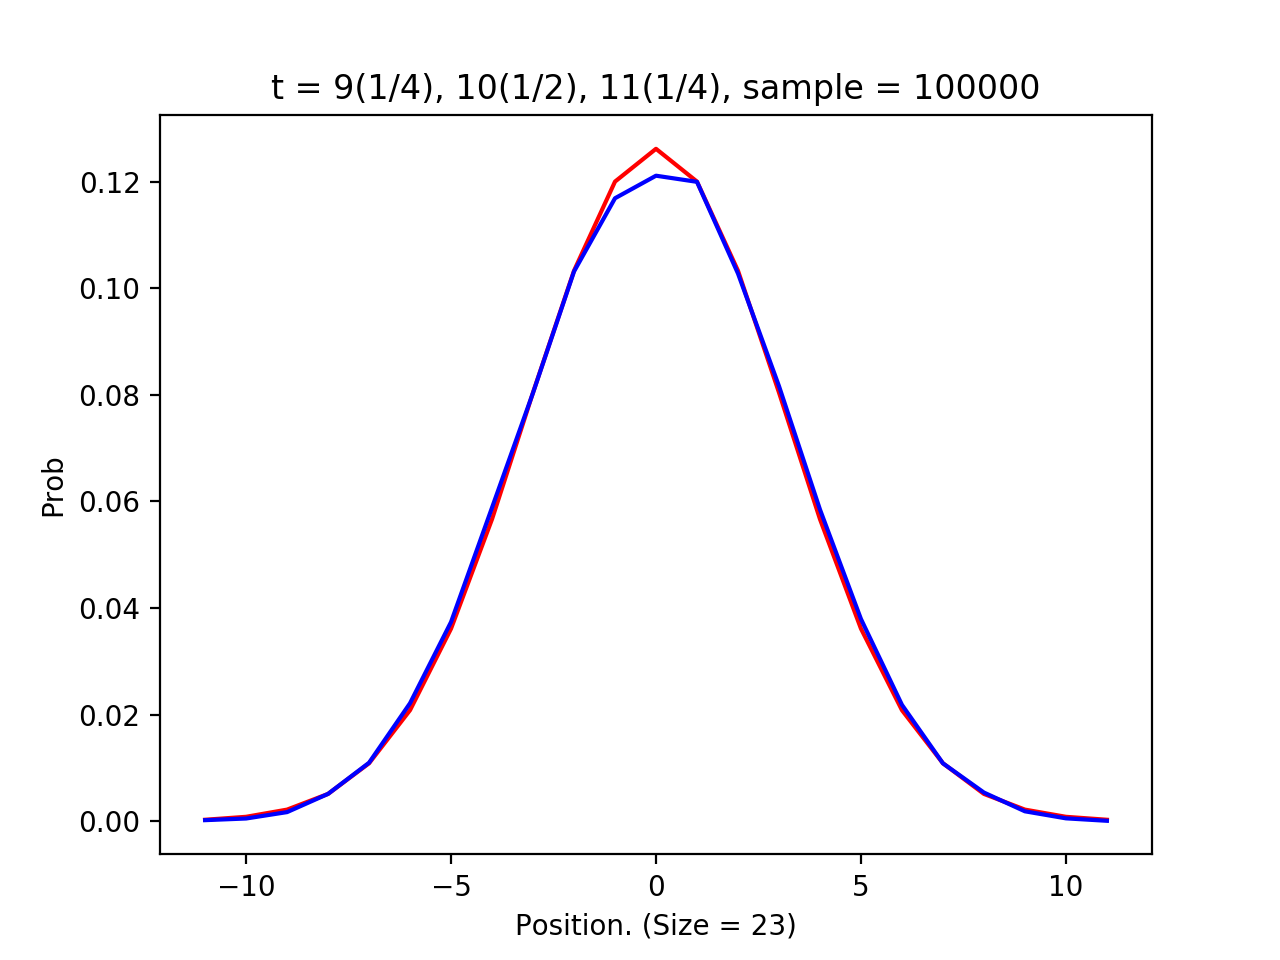 t = 9(1/4), 10(1/2), 11(1/4), sample = 100000
0.12
0.10
0.08
0.06
0.04
0.02
0.00
Prob
−10 −5 0 5 10
Position. (Size = 23)